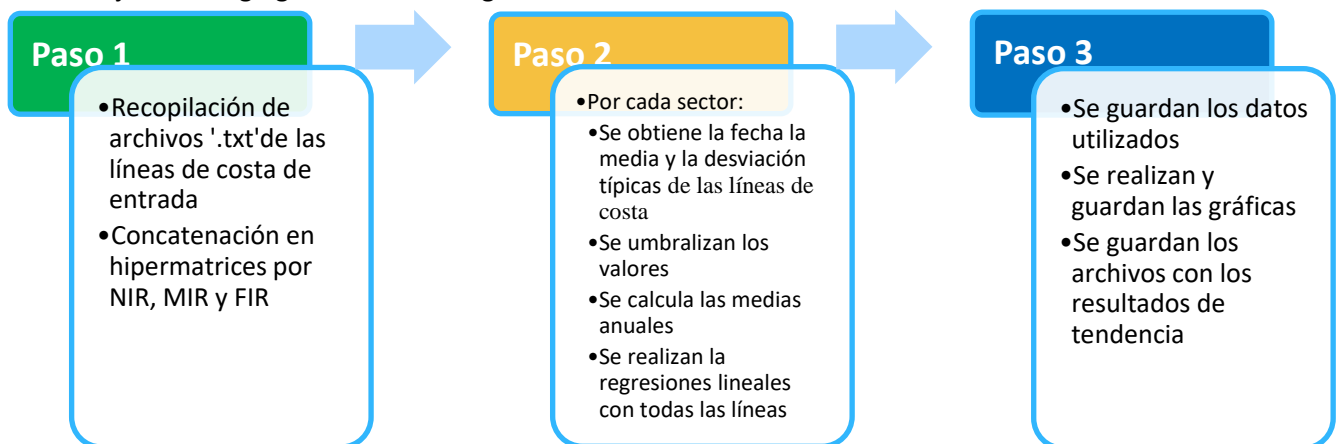 Paso 1
•Recopilación de
archivos '.txt'de las
líneas de costa de
entrada
•Concatenación en
hipermatrices por
NIR, MIR y FIR
Paso 2
•Por cada sector:
•Se obtiene la fecha la
media y la desviación
típicas de las líneas de
costa
•Se umbralizan los
valores
•Se calcula las medias
anuales
•Se realizan la
regresiones lineales
con todas las líneas
Paso 3
•Se guardan los datos
utilizados
•Se realizan y
guardan las gráficas
•Se guardan los
archivos con los
resultados de
tendencia